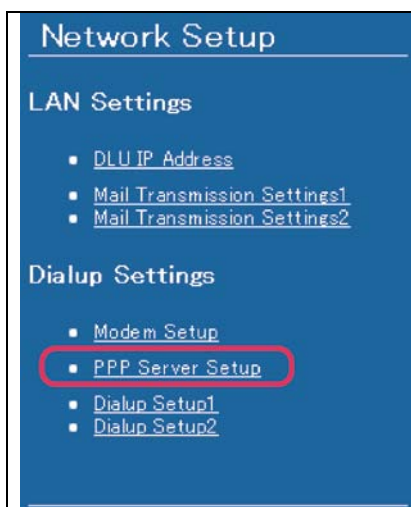 Network Setup
LAN Settings
DLU IP Address
Mail Transmission Settings1
Mail Transmission Settings2
Dialup Settings
Modem Setup
PPP Server Setup
Dialup Setup1
Dialup Setup2